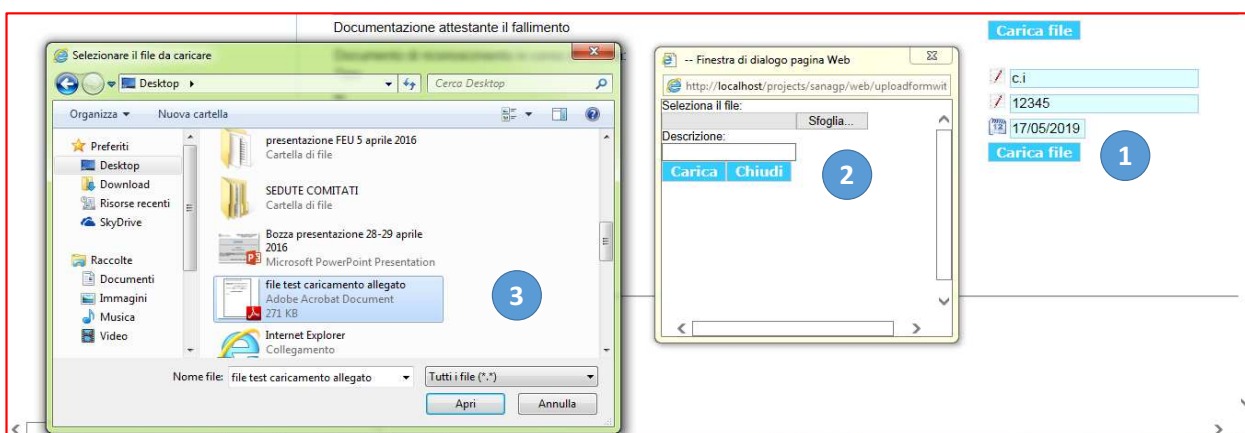 Documentazione attestante il fallimento
Carica file
Selezionare il file da caricare
Desktop
Cerca Desktop
Organizza
Nuova cartella
Preferiti
Desktop
Download
Risorse recenti
SkyDrive
Raccolte
Documenti
Immagini
Musica
Video
presentazione FEU 5 aprile 2016
Cartella di file
SEDUTE COMITATI
Cartella di file
Bozza presentazione 28-29 aprile
2016
Microsoft PowerPoint Presentation
file test caricamento allegato
Adobe Acrobat Document
271 KB
Internet Explorer
Collegamento
3
Nome file: file test caricamento allegato
Tutti i file (*.*)
Apri
Annulla
-- Finestra di dialogo pagina Web
http://localhost/projects/sanagp/web/uploadformwit
Seleziona il file:
Sfoglia...
Descrizione:
Carica Chiudi
2
c.i
12345
12
17/05/2019
Carica file
1